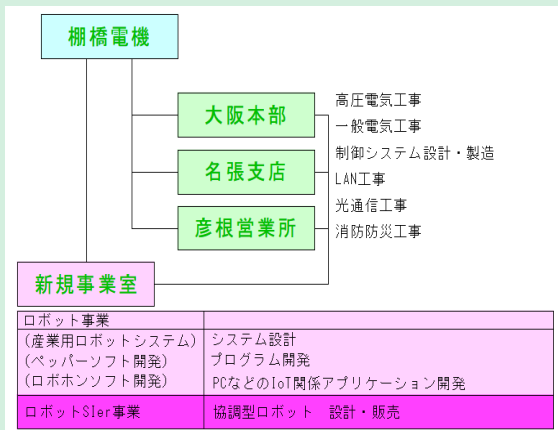 棚橋電機
大阪本部
名張支店
彦根営業所
高圧電気工事
一般電気工事
制御システム設計・製造
LAN工事
光通信工事
消防防災工事
新規事業室
ロボット事業
(産業用ロボットシステム)
(ペッパーソフト開発)
(ロボホンソフト開発)
システム設計
プログラム開発
PCなどのIoT関係アプリケーション開発
ロボットSIer事業
協調型ロボット 設計・販売